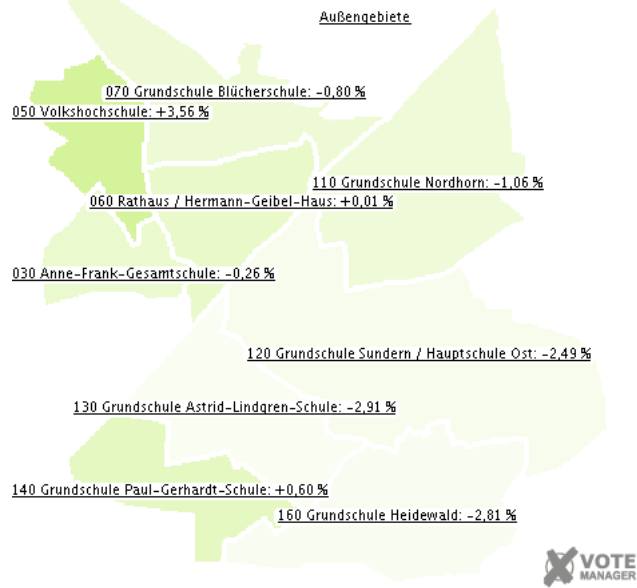 Außengebiete
070 Grundschule Blücherschule: -0,80 %
050 Volkshochschule: +3,56 %
110 Grundschule Nordhorn: -1,06 %
060 Rathaus / Hermann-Geibel-Haus: +0,01 %
030 Anne-Frank-Gesamtschule: -0,26 %
120 Grundschule Sundern / Hauptschule Ost: -2,49 %
130 Grundschule Astrid-Lindgren-Schule: -2,91 %
140 Grundschule Paul-Gerhardt-Schule: +0,60 %
160 Grundschule Heidewald: -2,81 %
VOTE
MANAGER